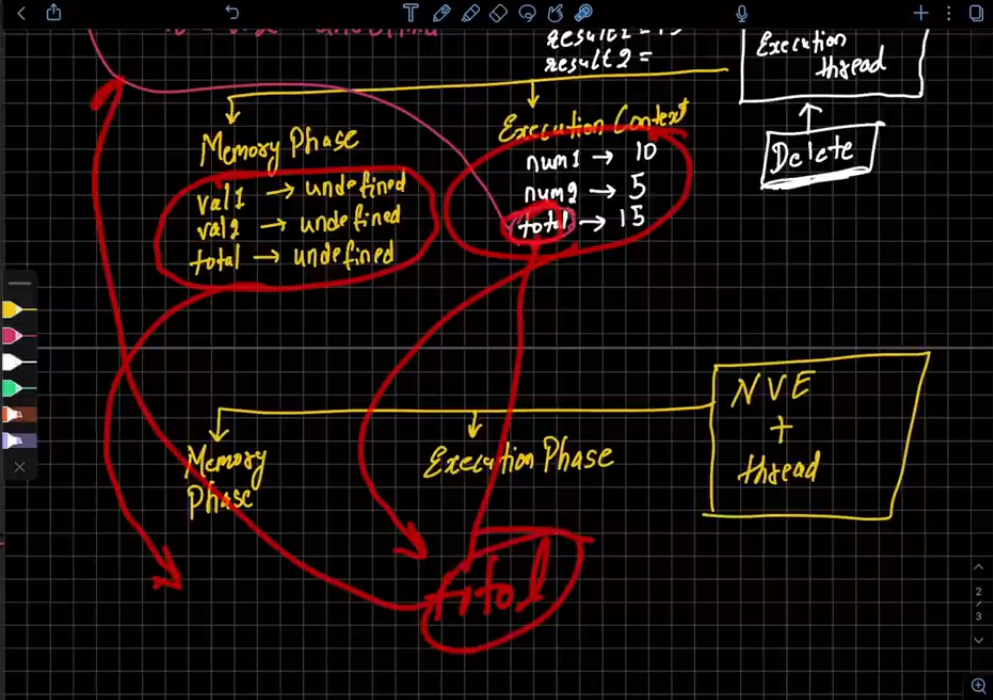 result2 =
Execution
thread
Memory Phase
Execution Context
Delete
val1 → undefined
val2 → undefined
total → undefined
num1 → 10
num2 → 5
total → 15
NVE
+
thread
Memory
Phase
Execution Phase
total
2
/
3